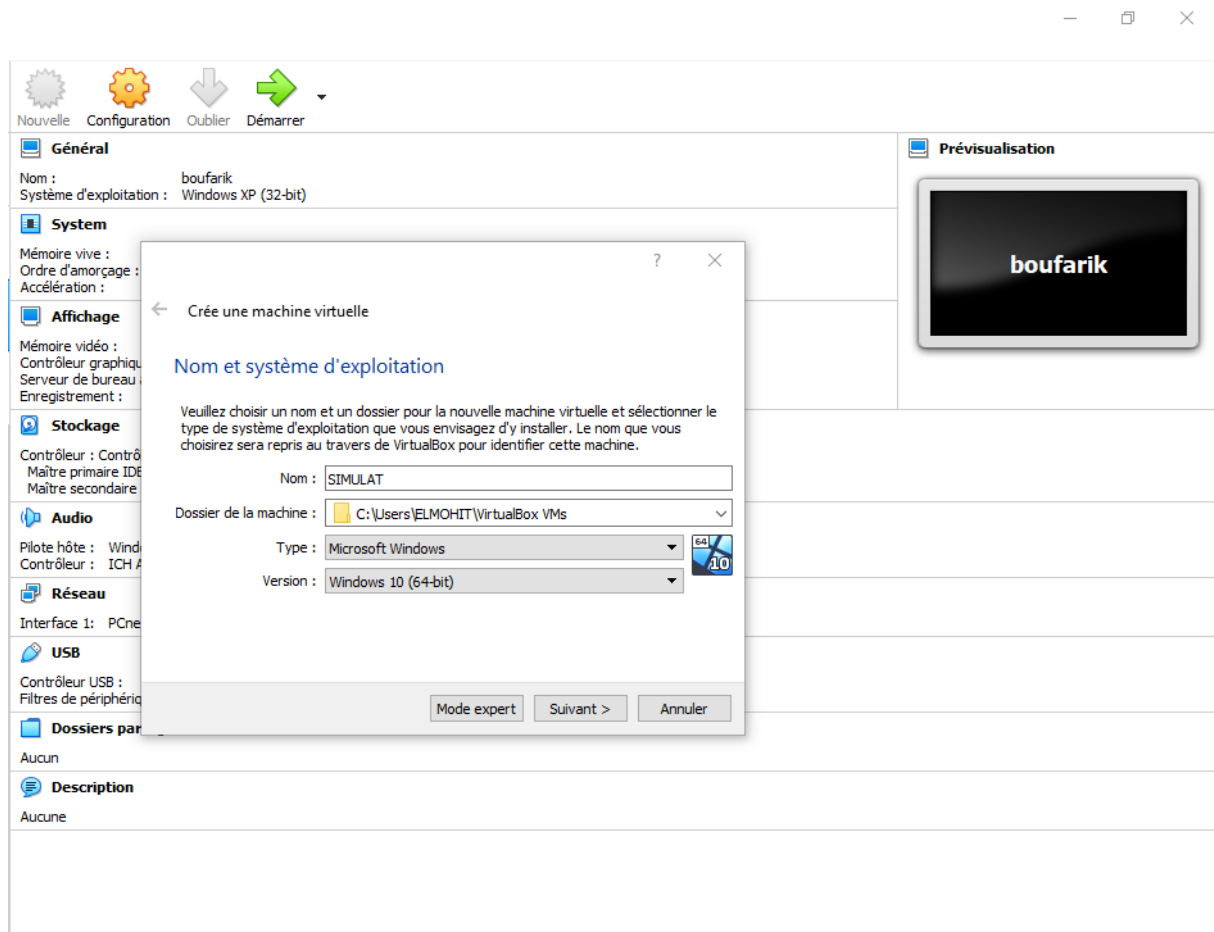 Nouvelle Configuration Oublier Démarrer
Général
Nom : boufarik
Système d'exploitation : Windows XP (32-bit)
Prévisualisation
boufarik
System
Mémoire vive :
Ordre d'amorçage :
Accélération :
Affichage
Mémoire vidéo :
Contrôleur graphiqu
Serveur de bureau
Enregistrement :
Stockage
Contrôleur : Contrô
Maître primaire IDE
Maître secondaire
Audio
Pilote hôte : Wind
Contrôleur : ICH A
Réseau
Interface 1: PCne
USB
Contrôleur USB :
Filtres de périphériq
Dossiers par
Aucun
Description
Aucune
?
Crée une machine virtuelle
Nom et système d'exploitation
Veuillez choisir un nom et un dossier pour la nouvelle machine virtuelle et sélectionner le
type de système d'exploitation que vous envisagez d'y installer. Le nom que vous
choisirez sera repris au travers de VirtualBox pour identifier cette machine.
Nom : SIMULAT
Dossier de la machine : C:\Users\ELMOHIT\VirtualBox VMs
Type : Microsoft Windows
64
10
Version : Windows 10 (64-bit)
Mode expert Suivant > Annuler